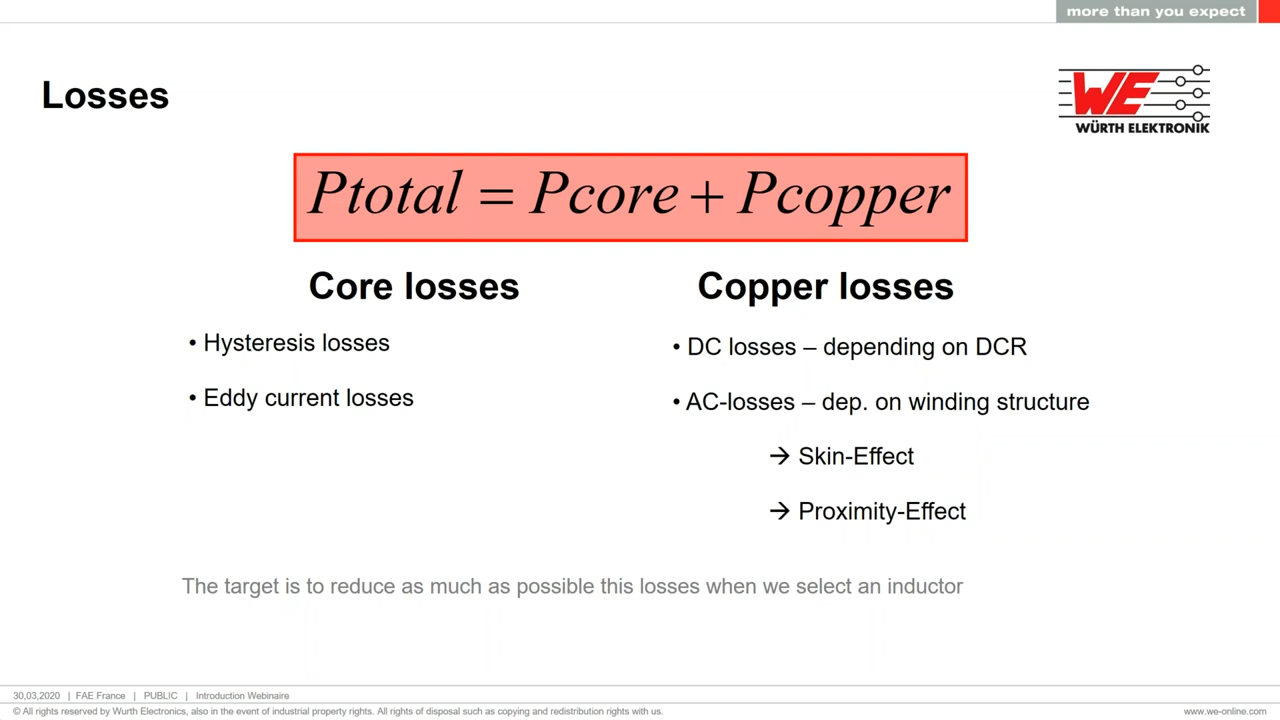 more than you expect
Losses
WE
WÜRTH ELEKTRONIK
Ptotal = Pcore + Pcopper
Core losses
• Hysteresis losses
• Eddy current losses
Copper losses
• DC losses – depending on DCR
• AC-losses – dep. on winding structure
→ Skin-Effect
→ Proximity-Effect
The target is to reduce as much as possible this losses when we select an inductor
30,03,2020 | FAE France | PUBLIC | Introduction Webinaire
© All rights reserved by Wurth Electronics, also in the event of industrial property rights. All rights of disposal such as copying and redistribution rights with us.
www.we-online.com